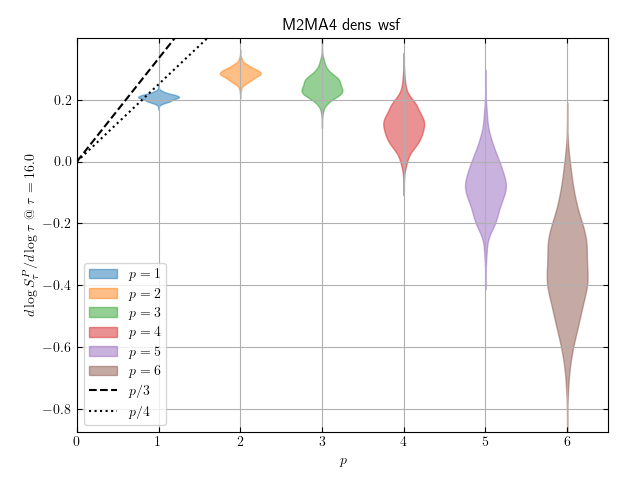 M2MA4 dens wsf
d log S_τ^p / d log τ @ τ = 16.0
0.2
0.0
−0.2
−0.4
−0.6
−0.8
p = 1
p = 2
p = 3
p = 4
p = 5
p = 6
p/3
p/4
0 1 2 3 4 5 6
p